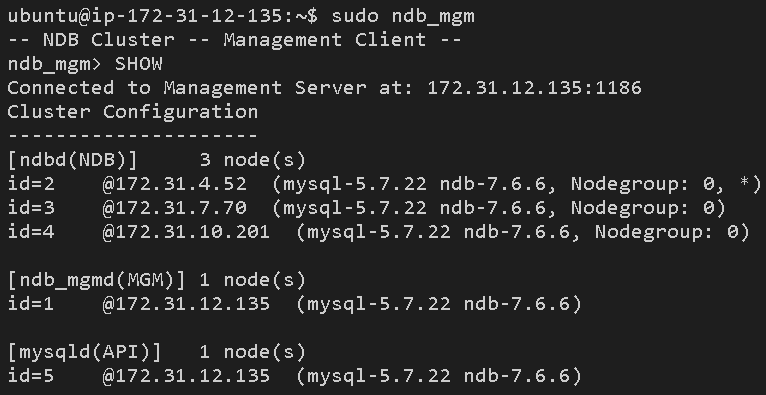 ubuntu@ip-172-31-12-135:~$ sudo ndb_mgm
-- NDB Cluster -- Management Client --
ndb_mgm> SHOW
Connected to Management Server at: 172.31.12.135:1186
Cluster Configuration
---------------------
[ndbd(NDB)]     3 node(s)
id=2    @172.31.4.52  (mysql-5.7.22 ndb-7.6.6, Nodegroup: 0, *)
id=3    @172.31.7.70  (mysql-5.7.22 ndb-7.6.6, Nodegroup: 0)
id=4    @172.31.10.201  (mysql-5.7.22 ndb-7.6.6, Nodegroup: 0)

[ndb_mgmd(MGM)] 1 node(s)
id=1    @172.31.12.135  (mysql-5.7.22 ndb-7.6.6)

[mysqld(API)]   1 node(s)
id=5    @172.31.12.135  (mysql-5.7.22 ndb-7.6.6)